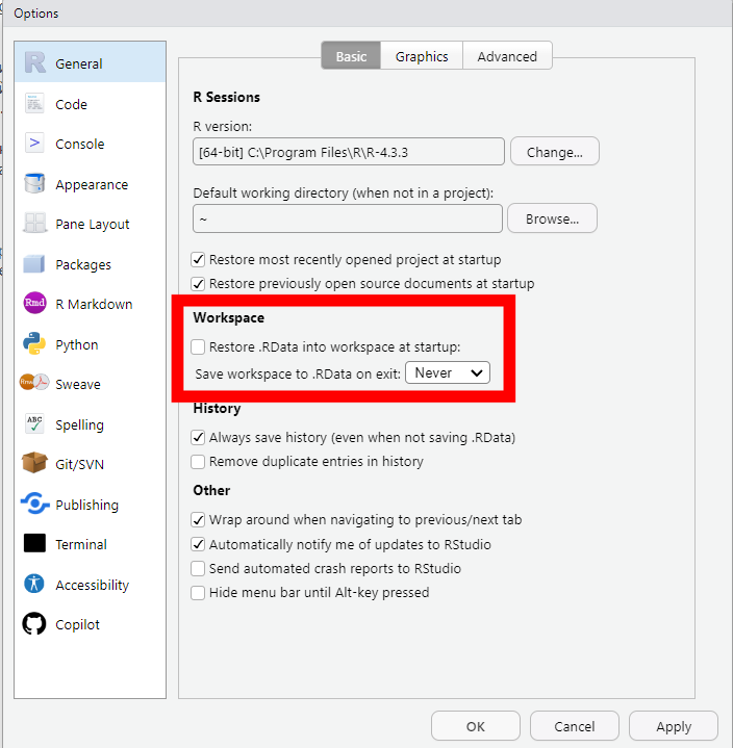 Options
General
Code
Console
Appearance
Pane Layout
Packages
Rmd
R Markdown
Python
Rnw
Sweave
ABC
Spelling
Git/SVN
Publishing
Terminal
Accessibility
Copilot
Basic Graphics Advanced
R Sessions
R version:
[64-bit] C:\Program Files\R\R-4.3.3 Change...
Default working directory (when not in a project):
~ Browse...
Restore most recently opened project at startup
Restore previously open source documents at startup
Workspace
Restore .RData into workspace at startup:
Save workspace to .RData on exit: Never
History
Always save history (even when not saving .RData)
Remove duplicate entries in history
Other
Wrap around when navigating to previous/next tab
Automatically notify me of updates to RStudio
Send automated crash reports to RStudio
Hide menu bar until Alt-key pressed
OK Cancel Apply